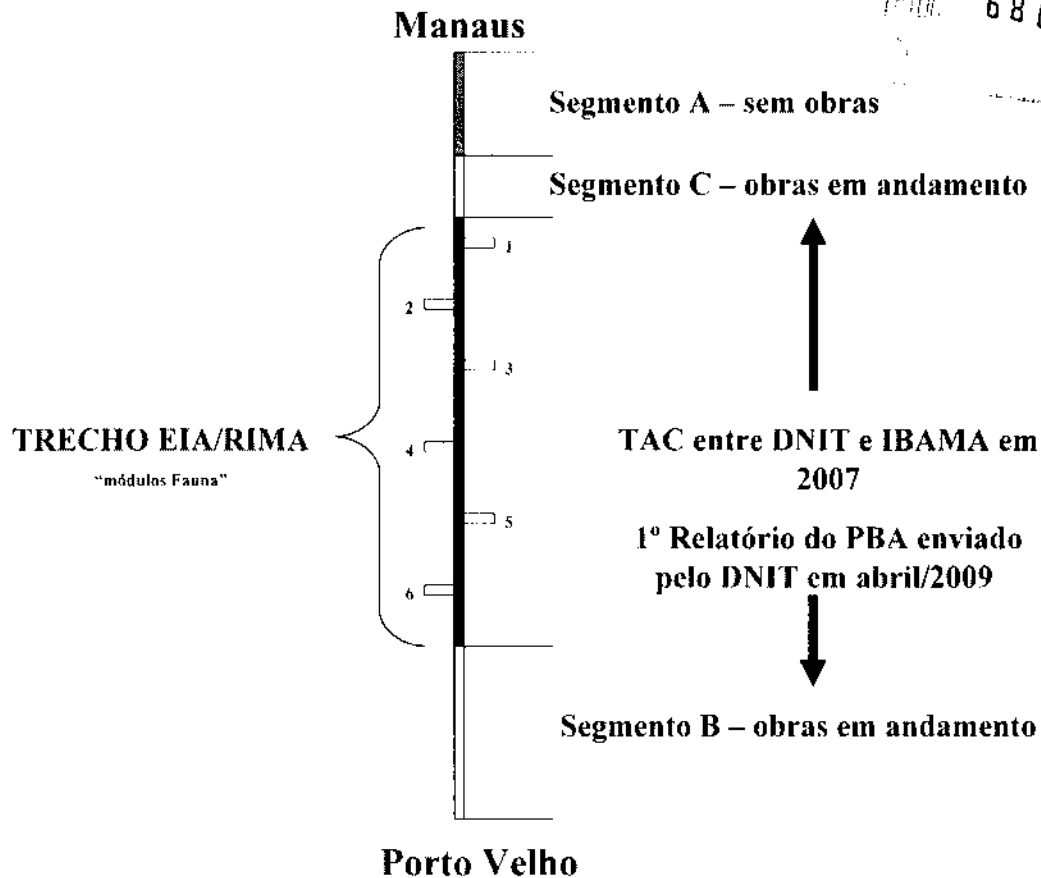 Manaus
Segmento A – sem obras
Segmento C – obras em andamento
1
2
3
TRECHO EIA/RIMA
"módulos Fauna"
4
TAC entre DNIT e IBAMA em
2007
5
1º Relatório do PBA enviado
pelo DNIT em abril/2009
6
Segmento B – obras em andamento
Porto Velho